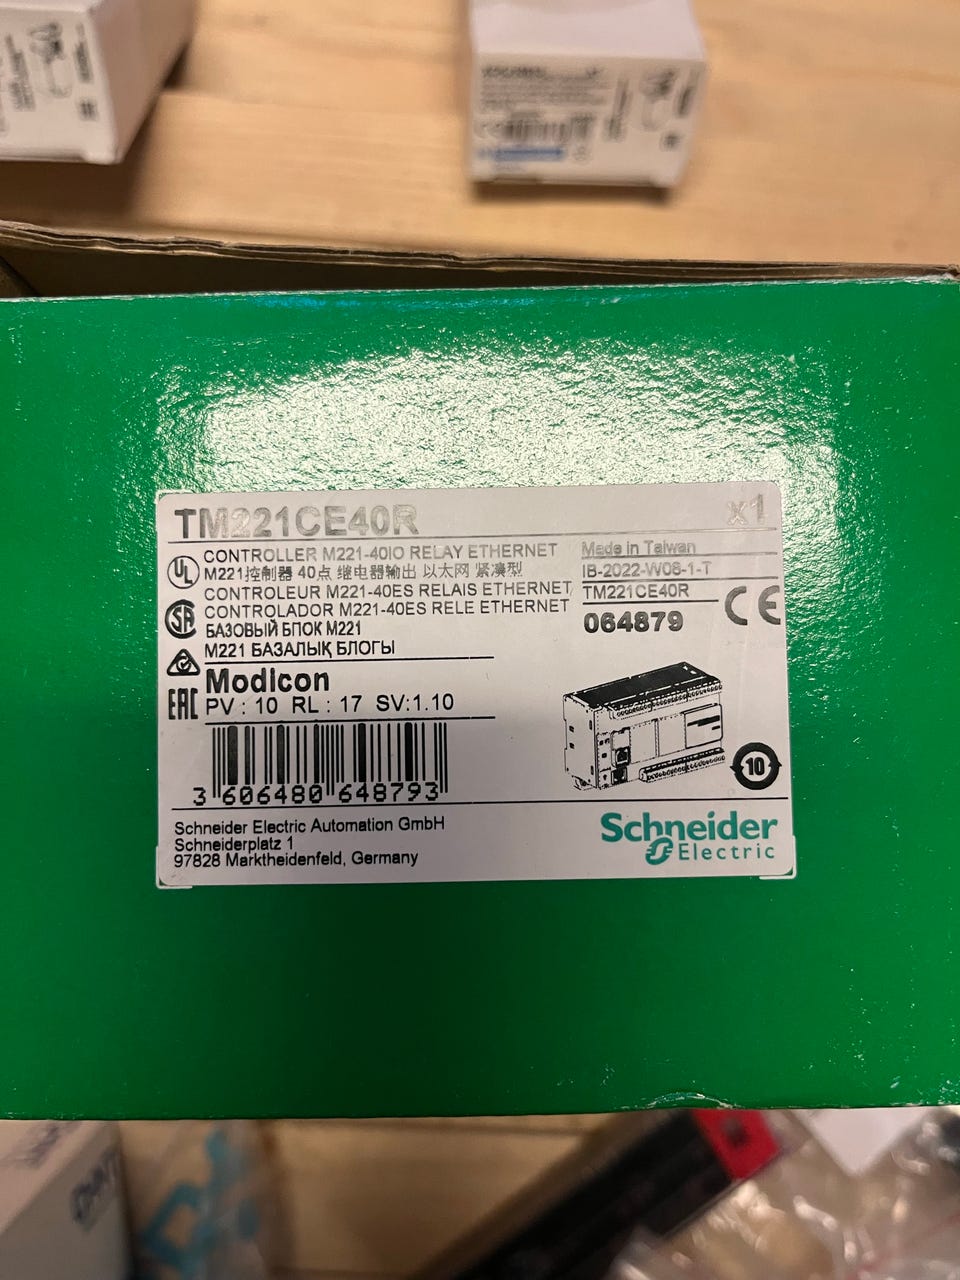 TM221CE40R
x1
CONTROLLER M221-40IO RELAY ETHERNET
M221控制器 40点 继电器输出 以太网 紧凑型
CONTROLEUR M221-40ES RELAIS ETHERNET
CONTROLADOR M221-40ES RELE ETHERNET
БАЗОВЫЙ БЛОК M221
M221 БАЗАЛЫҚ БЛОГЫ
UL
SA
EAC
Made in Taiwan
IB-2022-W08-1-T
TM221CE40R
064879
CE
Modicon
PV : 10 RL : 17 SV:1.10
3 606480 648793
10
Schneider Electric Automation GmbH
Schneiderplatz 1
97828 Marktheidenfeld, Germany
Schneider
Electric